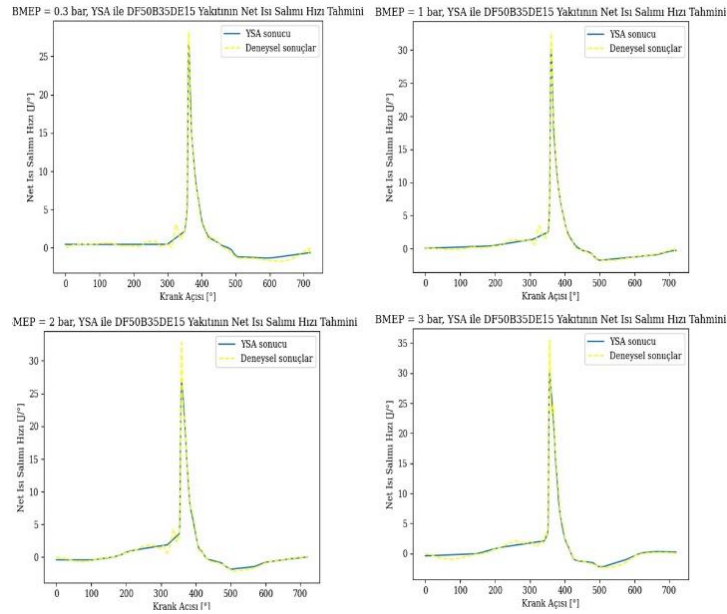 BMEP = 0.3 bar, YSA ile DF50B35DE15 Yakıtının Net Isı Salımı Hızı Tahmini
YSA sonucu
Deneysel sonuçlar
Net Isı Salımı Hızı [J/°]
25
20
15
10
5
0
0 100 200 300 400 500 600 700
Krank Açısı [°]
BMEP = 1 bar, YSA ile DF50B35DE15 Yakıtının Net Isı Salımı Hızı Tahmini
YSA sonucu
Deneysel sonuçlar
Net Isı Salımı Hızı [J/°]
30
25
20
15
10
5
0
0 100 200 300 400 500 600 700
Krank Açısı [°]
MEP = 2 bar, YSA ile DF50B35DE15 Yakıtının Net Isı Salımı Hızı Tahmini
YSA sonucu
Deneysel sonuçlar
Net Isı Salımı Hızı [J/°]
30
25
20
15
10
5
0
0 100 200 300 400 500 600 700
Krank Açısı [°]
BMEP = 3 bar, YSA ile DF50B35DE15 Yakıtının Net Isı Salımı Hızı Tahmini
YSA sonucu
Deneysel sonuçlar
Net Isı Salımı Hızı [J/°]
35
30
25
20
15
10
5
0
0 100 200 300 400 500 600 700
Krank Açısı [°]